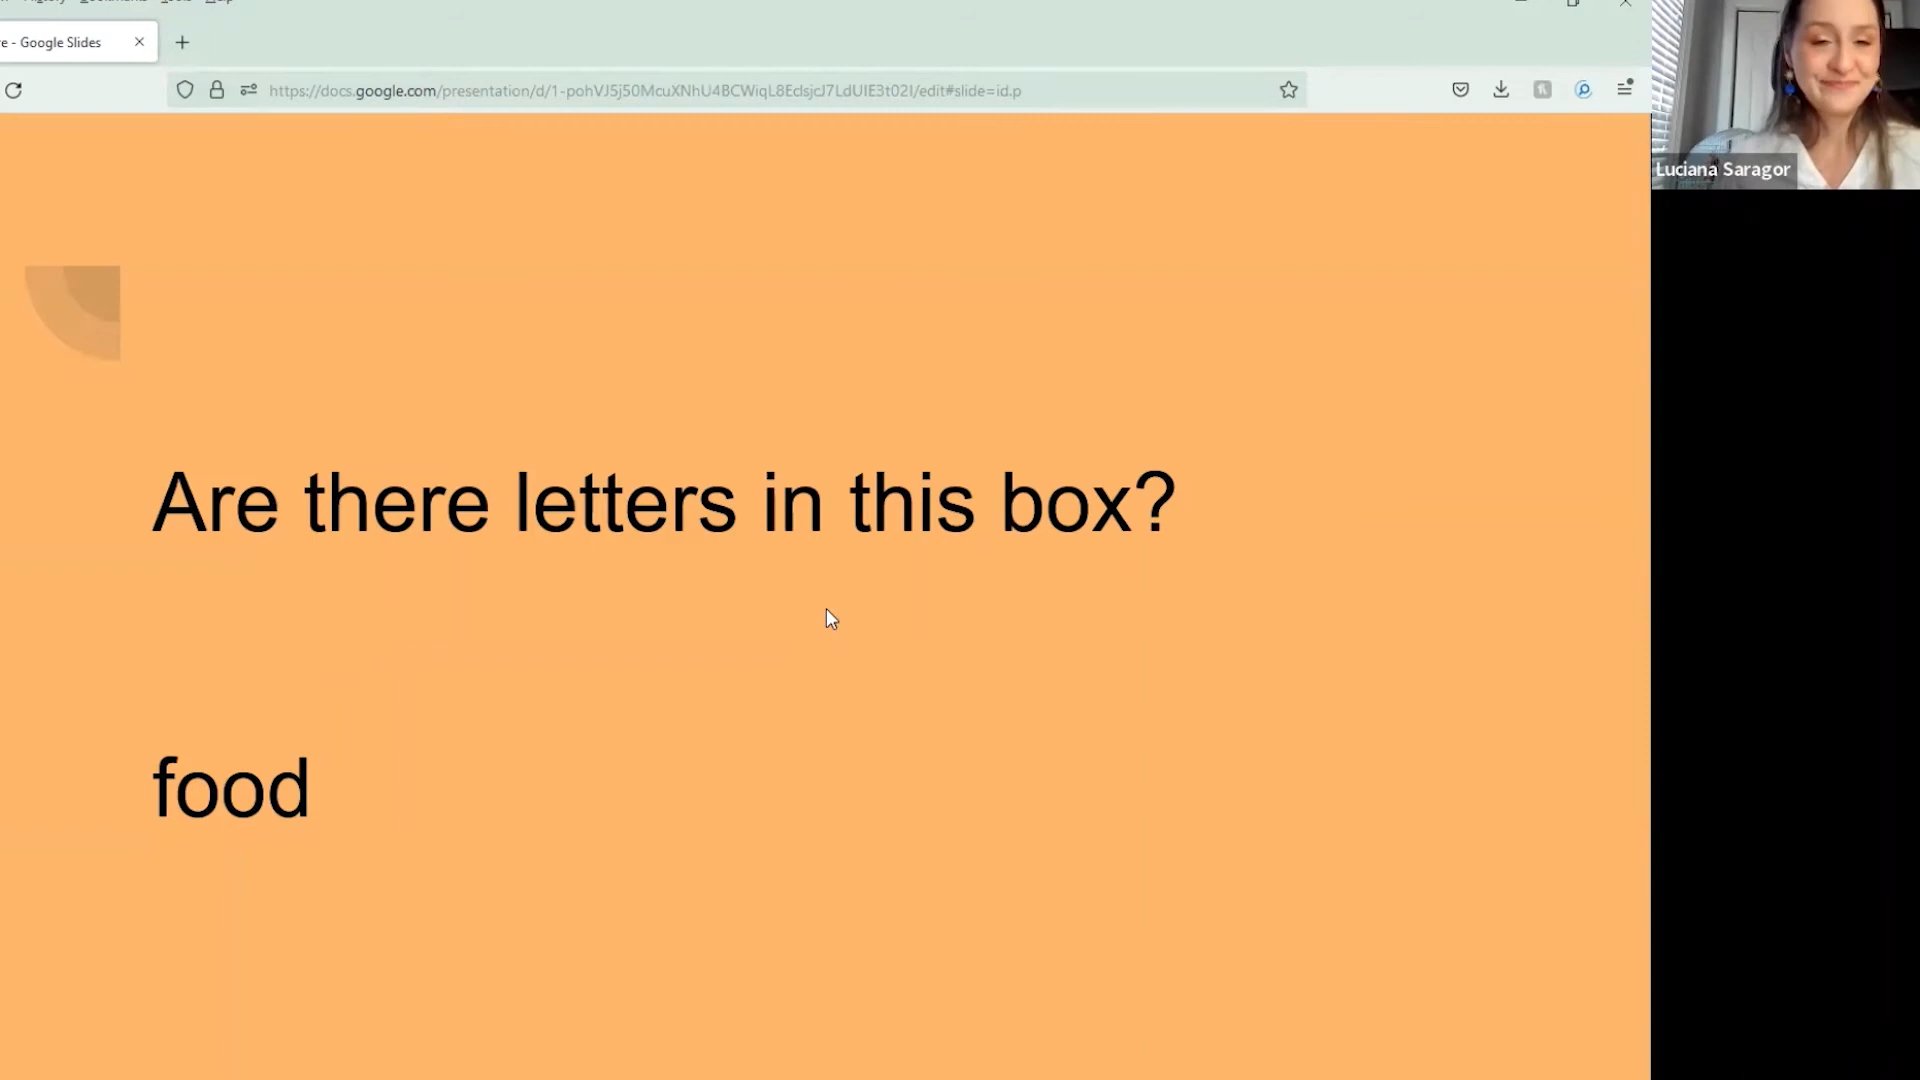 e - Google Slides
https://docs.google.com/presentation/d/1-pohVJ5j50McuXNhU4BCWiqL8EclsjcJ7LdUIE3t02I/edit#slide=id.p
Luciana Saragor
Are there letters in this box?
food